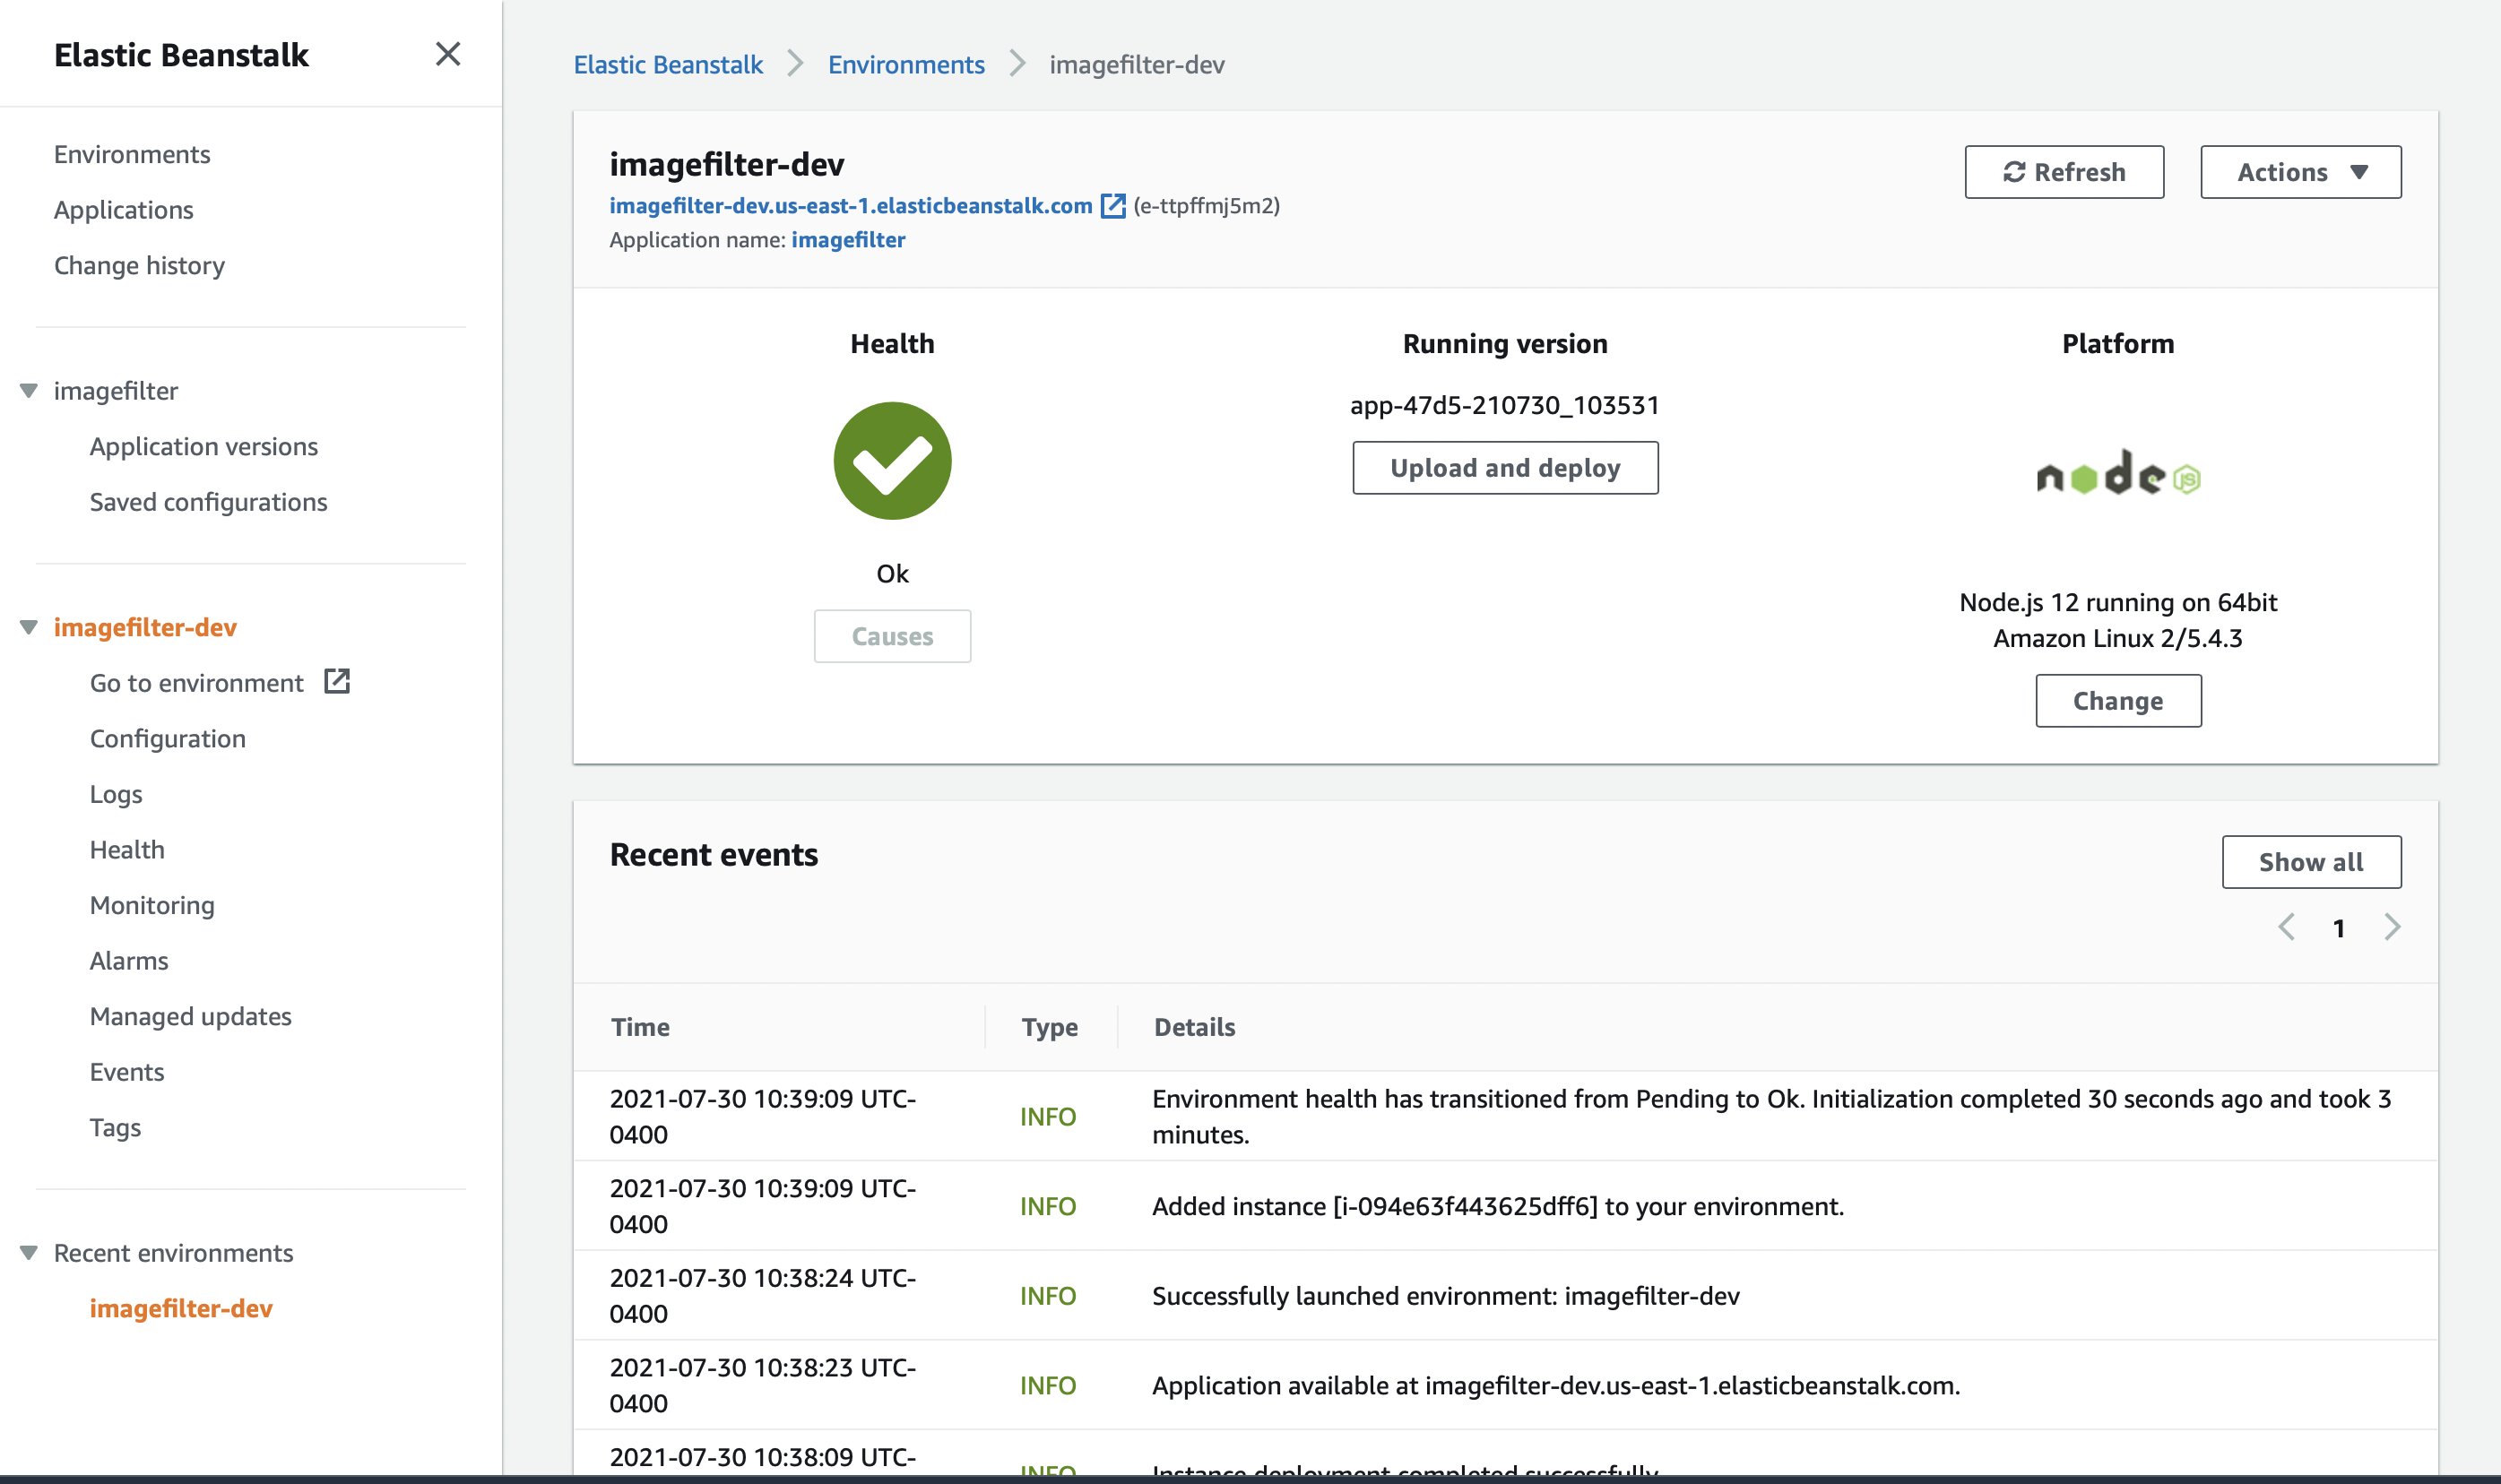 Elastic Beanstalk
Environments
Applications
Change history
imagefilter
Application versions
Saved configurations
imagefilter-dev
Go to environment
Configuration
Logs
Health
Monitoring
Alarms
Managed updates
Events
Tags
Recent environments
imagefilter-dev
Elastic Beanstalk Environments imagefilter-dev
imagefilter-dev
imagefilter-dev.us-east-1.elasticbeanstalk.com (e-ttpffmj5m2)
Application name: imagefilter
Refresh
Actions
Health
Ok
Causes
Running version
app-47d5-210730_103531
Upload and deploy
Platform
node JS
Node.js 12 running on 64bit
Amazon Linux 2/5.4.3
Change
Recent events
Show all
1
Time Type Details
2021-07-30 10:39:09 UTC-
0400
INFO
Environment health has transitioned from Pending to Ok. Initialization completed 30 seconds ago and took 3
minutes.
2021-07-30 10:39:09 UTC-
0400
INFO
Added instance [i-094e63f443625dff6] to your environment.
2021-07-30 10:38:24 UTC-
0400
INFO
Successfully launched environment: imagefilter-dev
2021-07-30 10:38:23 UTC-
0400
INFO
Application available at imagefilter-dev.us-east-1.elasticbeanstalk.com.
2021-07-30 10:38:09 UTC-
INFO
Instance deployment completed successfully.